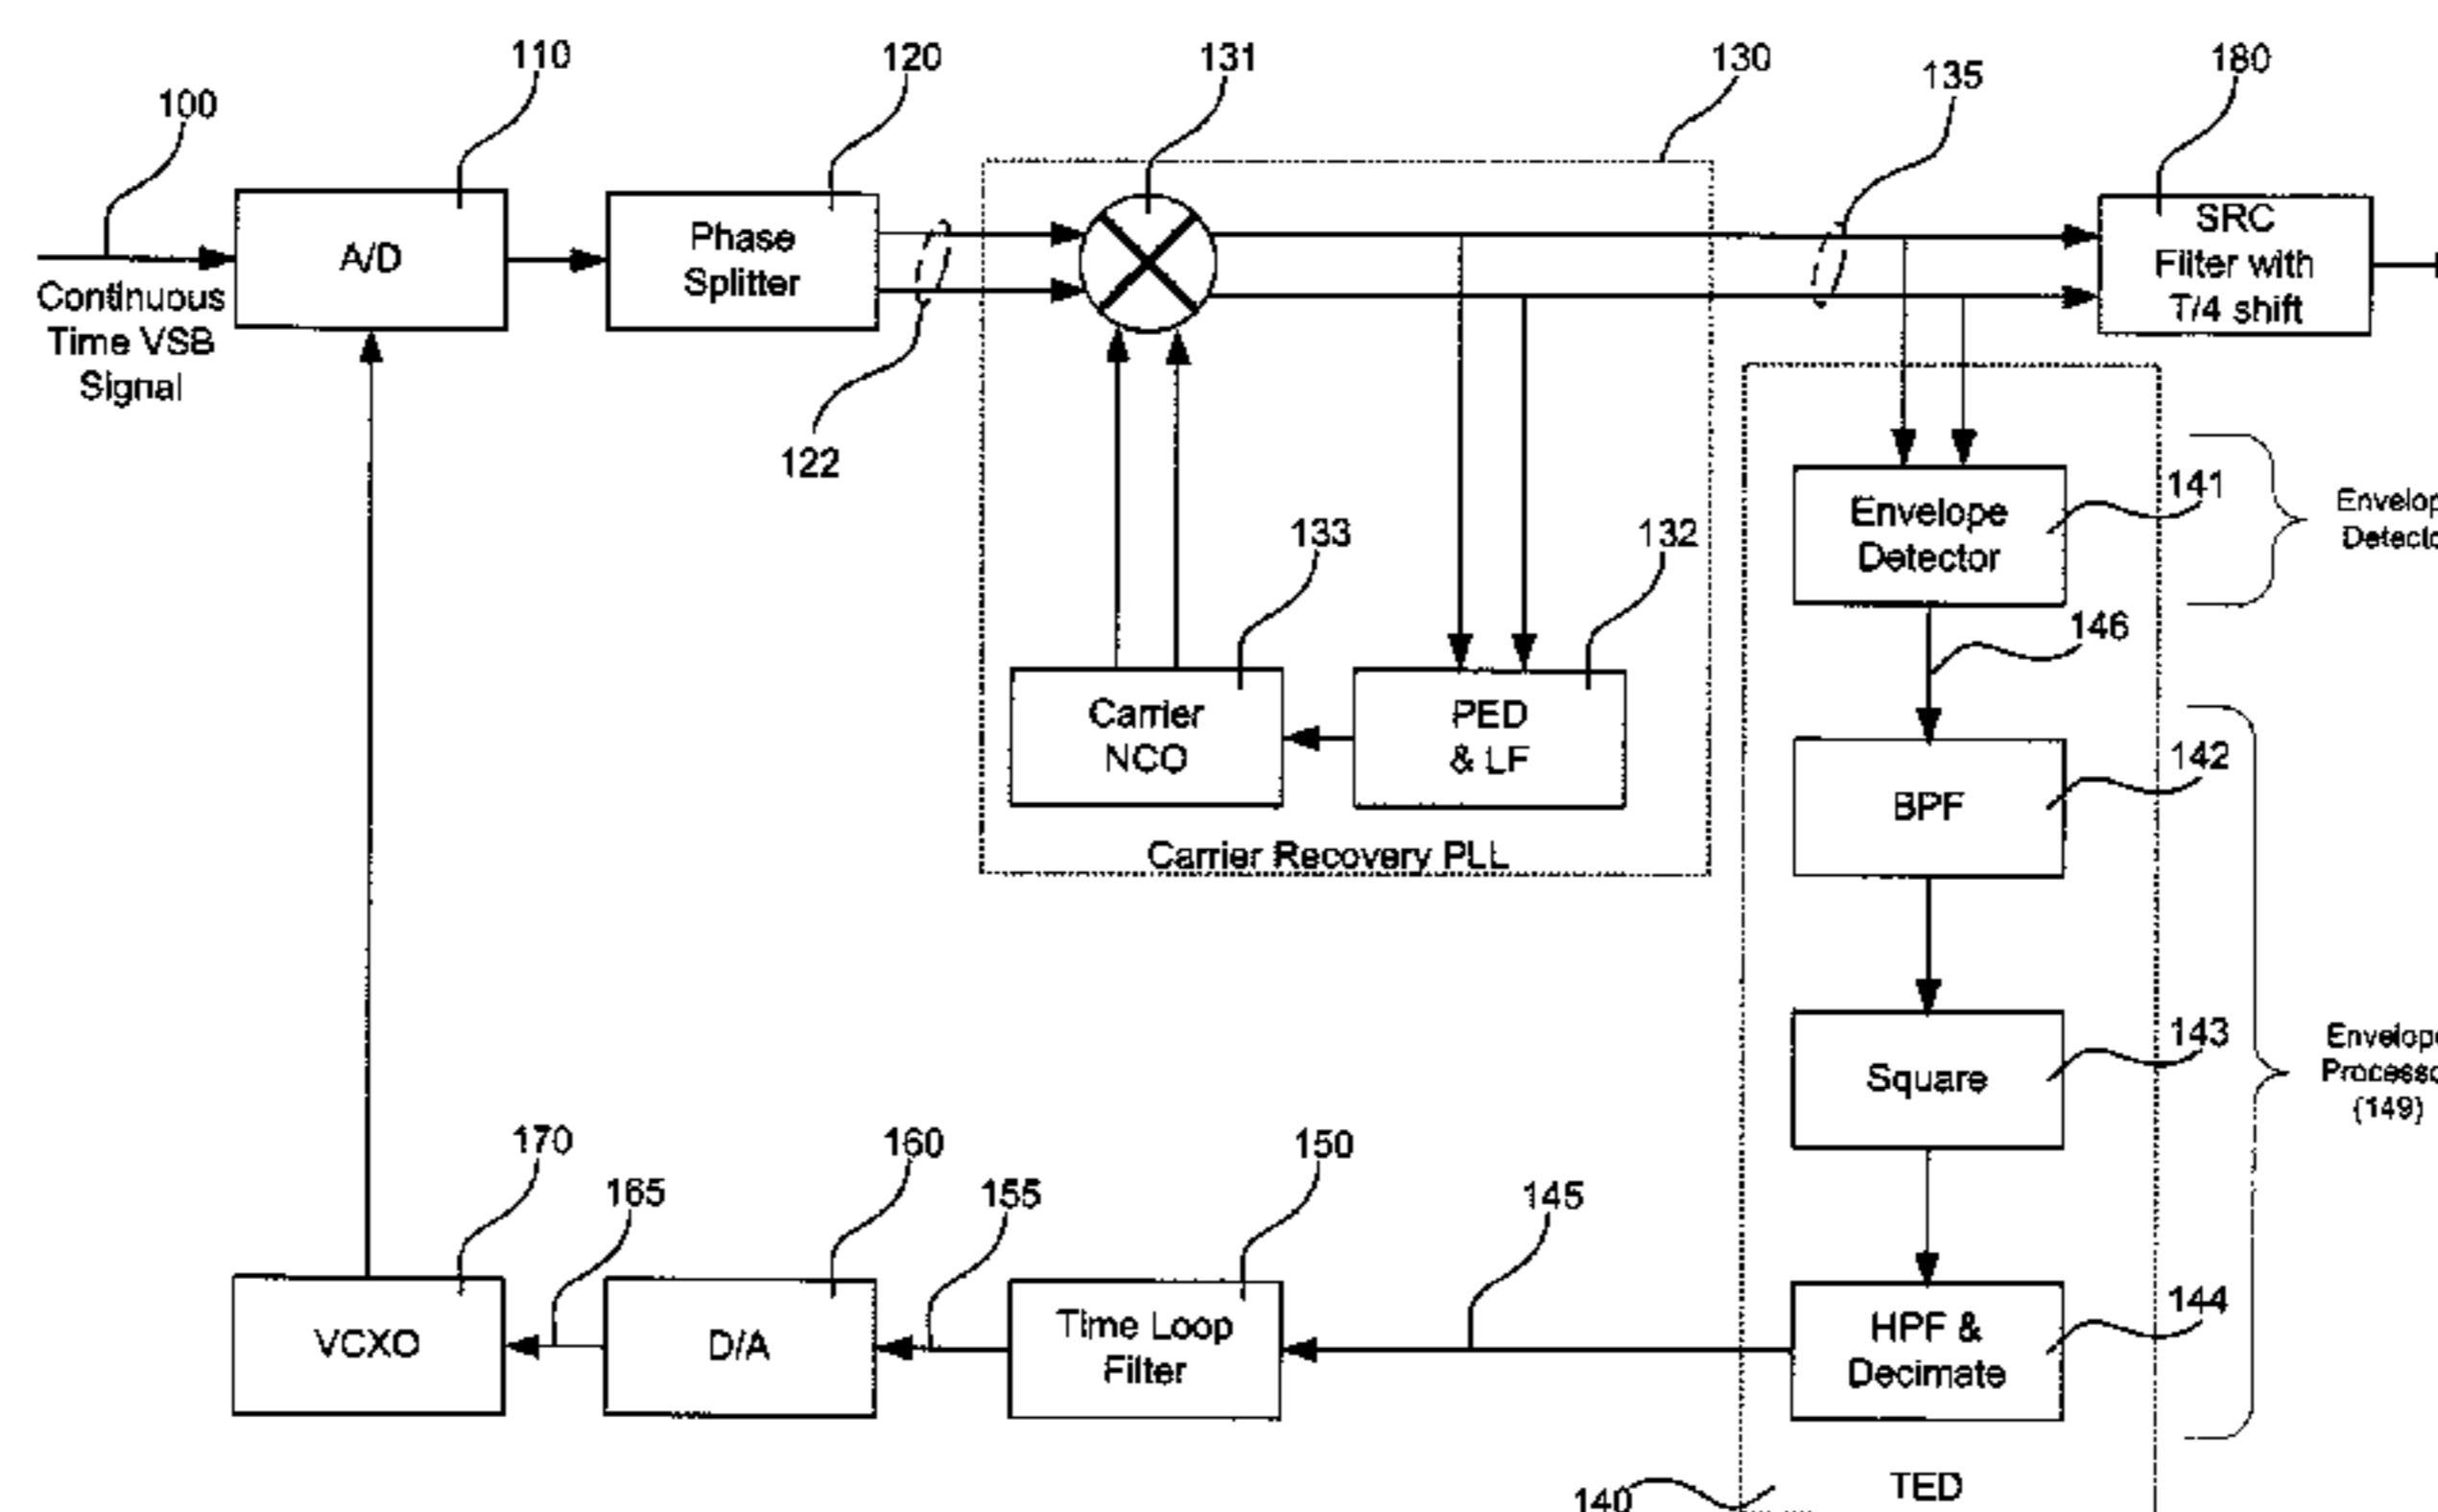 110
120
131
130
135
180
100
A/D
Phase
Splitter
SRC
Filter with
T/4 shift
Continuous
Time VSB
Signal
122
133
132
Envelope
Detector
141
146
Carrier
NCO
PED
& LF
Carrier Recovery PLL
BPF
142
Square
143
(149)
170
165
160
155
150
145
VCXO
D/A
Time Loop
Filter
HPF &
Decimate
144
140
TED